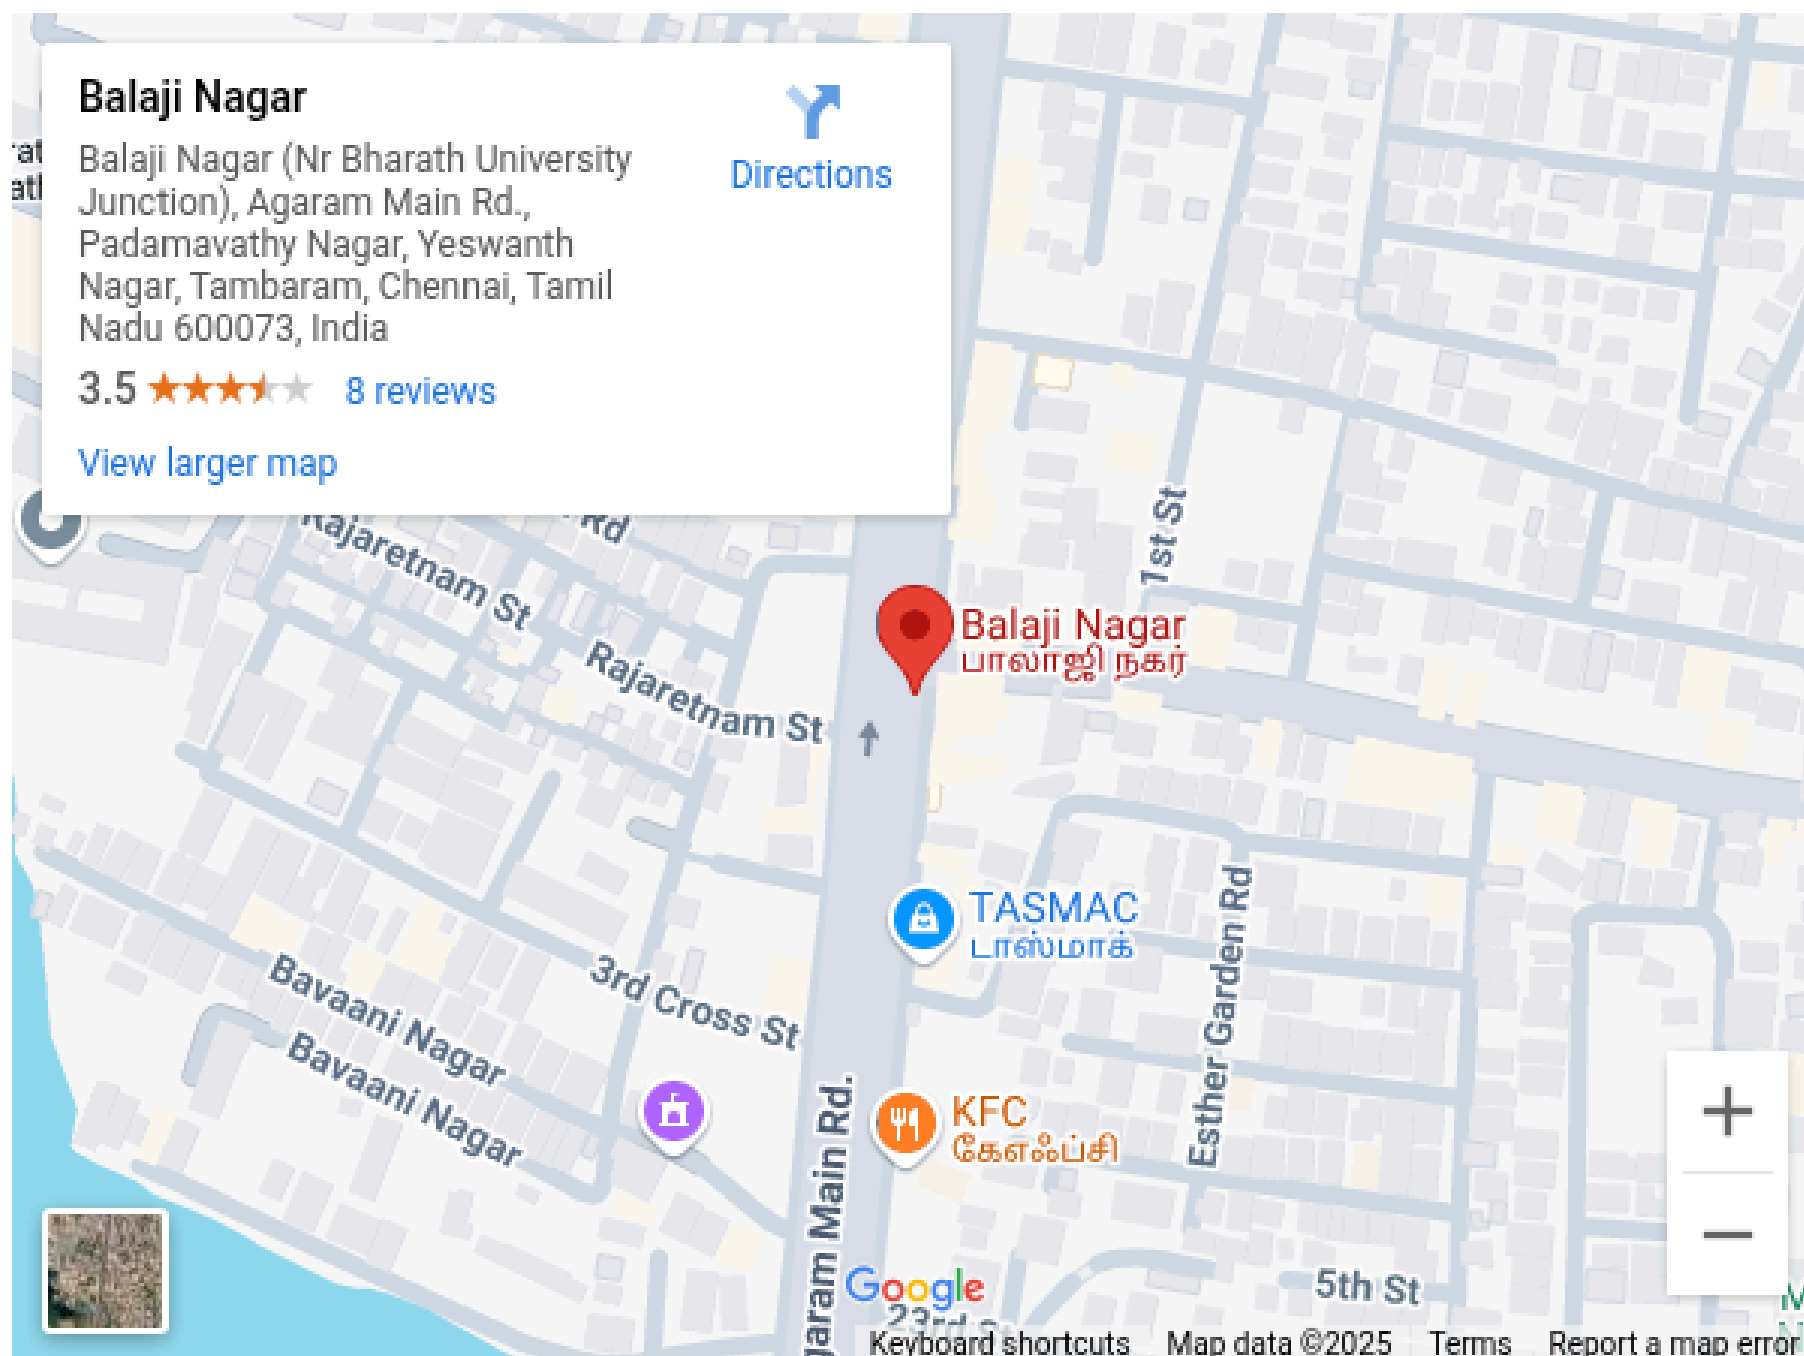 Balaji Nagar
Balaji Nagar (Nr Bharath University
Junction), Agaram Main Rd.,
Padamavathy Nagar, Yeswanth
Nagar, Tambaram, Chennai, Tamil
Nadu 600073, India
3.5
8 reviews
View larger map
Directions
Rd
Rajaretnam St
1st St
Balaji Nagar
பாலாஜி நகர்
Rajaretnam St
TASMAC
டாஸ்மாக்
Esther Garden Rd
3rd Cross St
Bavaani Nagar
Bavaani Nagar
KFC
கேஎஃப்சி
garam Main Rd.
5th St
Google
23rd
Keyboard shortcuts
Map data ©2025
Terms
Report a map error